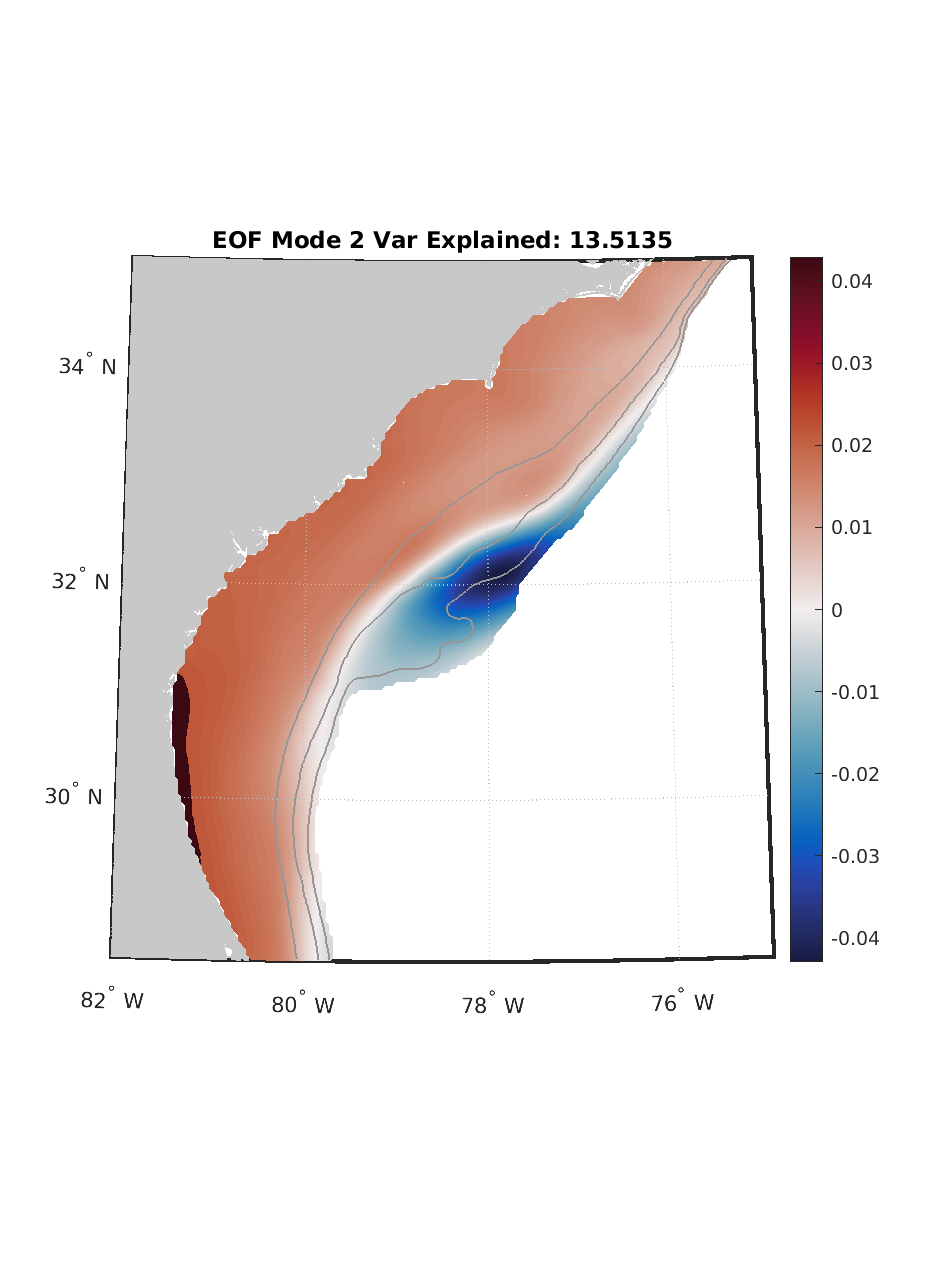 EOF Mode 2 Var Explained: 13.5135
34° N
32° N
30° N
82° W
80° W
78° W
76° W
0.04
0.03
0.02
0.01
0
-0.01
-0.02
-0.03
-0.04